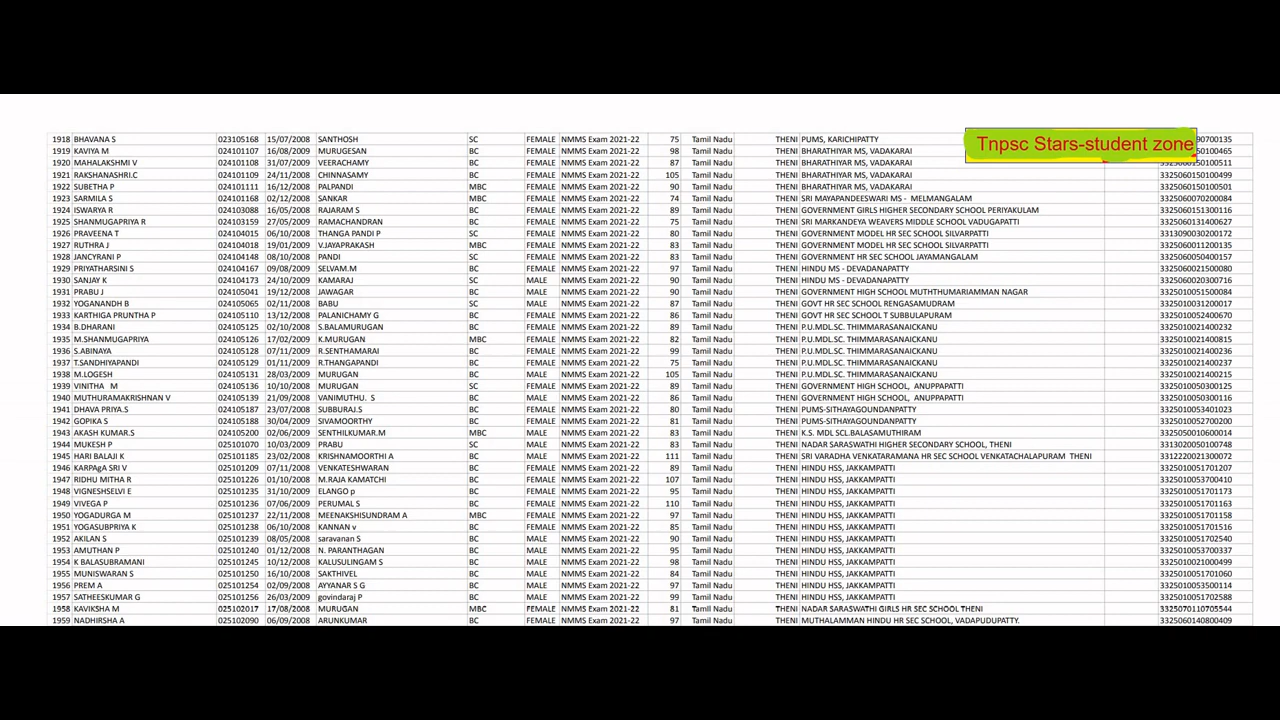 Tnpsc Stars-student zone
1918 BHAVANA S 023105168 15/07/2008 SANTHOSH SC FEMALE NMMS Exam 2021-22 75 Tamil Nadu THENI PUMS, KARICHIPATTY 90700135
1919 KAVIYA M 024101107 16/08/2009 MURUGESAN BC FEMALE NMMS Exam 2021-22 98 Tamil Nadu THENI BHARATHIYAR MS, VADAKARAI 50100465
1920 MAHALAKSHMI V 024101108 31/07/2009 VEERACHAMY BC FEMALE NMMS Exam 2021-22 87 Tamil Nadu THENI BHARATHIYAR MS, VADAKARAI 3325060150100511
1921 RAKSHANASHRI.C 024101109 24/11/2008 CHINNASAMY BC FEMALE NMMS Exam 2021-22 105 Tamil Nadu THENI BHARATHIYAR MS, VADAKARAI 3325060150100499
1922 SUBETHA P 024101111 16/12/2008 PALPANDI MBC FEMALE NMMS Exam 2021-22 90 Tamil Nadu THENI BHARATHIYAR MS, VADAKARAI 3325060150100501
1923 SARMILA S 024101168 02/12/2008 SANKAR MBC FEMALE NMMS Exam 2021-22 74 Tamil Nadu THENI SRI MAYAPANDEESWARI MS - MELMANGALAM 3325060070200084
1924 ISWARYA R 024103088 16/05/2008 RAJARAM S BC FEMALE NMMS Exam 2021-22 89 Tamil Nadu THENI GOVERNMENT GIRLS HIGHER SECONDARY SCHOOL PERIYAKULAM 3325060151300116
1925 SHANMUGAPRIYA R 024103159 27/05/2009 RAMACHANDRAN BC FEMALE NMMS Exam 2021-22 75 Tamil Nadu THENI SRI MARKANDEYA WEAVERS MIDDLE SCHOOL VADUGAPATTI 3325060131400627
1926 PRAVEENA T 024104015 06/10/2008 THANGA PANDI P SC FEMALE NMMS Exam 2021-22 80 Tamil Nadu THENI GOVERNMENT MODEL HR SEC SCHOOL SILVARPATTI 3313090030200172
1927 RUTHRA J 024104018 19/01/2009 V.JAYAPRAKASH MBC FEMALE NMMS Exam 2021-22 83 Tamil Nadu THENI GOVERNMENT MODEL HR SEC SCHOOL SILVARPATTI 3325060011200135
1928 JANCYRANI P 024104148 08/10/2008 PANDI SC FEMALE NMMS Exam 2021-22 83 Tamil Nadu THENI GOVERNMENT HR SEC SCHOOL JAYAMANGALAM 3325060050400157
1929 PRIYATHARSINI S 024104167 09/08/2009 SELVAM.M BC FEMALE NMMS Exam 2021-22 97 Tamil Nadu THENI HINDU MS - DEVADANAPATTY 3325060021500080
1930 SANJAY K 024104173 24/10/2009 KAMARAJ SC MALE NMMS Exam 2021-22 90 Tamil Nadu THENI HINDU MS - DEVADANAPATTY 3325060020300716
1931 PRABU J 024105041 19/12/2008 JAWAGAR BC MALE NMMS Exam 2021-22 90 Tamil Nadu THENI GOVERNMENT HIGH SCHOOL MUTHTHUMARIAMMAN NAGAR 3325010051500084
1932 YOGANANDH B 024105065 02/11/2008 BABU SC MALE NMMS Exam 2021-22 87 Tamil Nadu THENI GOVT HR SEC SCHOOL RENGASAMUDRAM 3325010031200017
1933 KARTHIGA PRUNTHA P 024105110 13/12/2008 PALANICHAMY G BC FEMALE NMMS Exam 2021-22 86 Tamil Nadu THENI GOVT HR SEC SCHOOL T SUBBULAPURAM 3325010052400670
1934 B.DHARANI 024105125 02/10/2008 S.BALAMURUGAN BC FEMALE NMMS Exam 2021-22 89 Tamil Nadu THENI P.U.MDL.SC. THIMMARASANAICKANU 3325010021400232
1935 M.SHANMUGAPRIYA 024105126 17/02/2009 K.MURUGAN MBC FEMALE NMMS Exam 2021-22 82 Tamil Nadu THENI P.U.MDL.SC. THIMMARASANAICKANU 3325010021400815
1936 S.ABINAYA 024105128 07/11/2009 R.SENTHAMARAI BC FEMALE NMMS Exam 2021-22 99 Tamil Nadu THENI P.U.MDL.SC. THIMMARASANAICKANU 3325010021400236
1937 T.SANDHIYAPANDI 024105129 01/11/2009 R.THANGAPANDI BC FEMALE NMMS Exam 2021-22 75 Tamil Nadu THENI P.U.MDL.SC. THIMMARASANAICKANU 3325010021400237
1938 M.LOGESH 024105131 28/03/2009 MURUGAN BC MALE NMMS Exam 2021-22 105 Tamil Nadu THENI P.U.MDL.SC. THIMMARASANAICKANU 3325010021400215
1939 VINITHA M 024105136 10/10/2008 MURUGAN SC FEMALE NMMS Exam 2021-22 89 Tamil Nadu THENI GOVERNMENT HIGH SCHOOL, ANUPPAPATTI 3325010050300125
1940 MUTHURAMAKRISHNAN V 024105139 21/09/2008 VANIMUTHU. S BC MALE NMMS Exam 2021-22 86 Tamil Nadu THENI GOVERNMENT HIGH SCHOOL, ANUPPAPATTI 3325010050300116
1941 DHAVA PRIYA.S 024105187 23/07/2008 SUBBURAJ.S BC FEMALE NMMS Exam 2021-22 80 Tamil Nadu THENI PUMS-SITHAYAGOUNDANPATTY 3325010053401023
1942 GOPIKA S 024105188 30/04/2009 SIVAMOORTHY BC FEMALE NMMS Exam 2021-22 81 Tamil Nadu THENI PUMS-SITHAYAGOUNDANPATTY 3325010052700200
1943 AKASH KUMAR.S 024105200 02/06/2009 SENTHILKUMAR.M MBC MALE NMMS Exam 2021-22 83 Tamil Nadu THENI K.S. MDL SCL.BALASAMUTHIRAM 3325050010600014
1944 MUKESH P 025101070 10/03/2009 PRABU SC MALE NMMS Exam 2021-22 83 Tamil Nadu THENI NADAR SARASWATHI HIGHER SECONDARY SCHOOL, THENI 3313020050100748
1945 HARI BALAJI K 025101185 23/02/2008 KRISHNAMOORTHI A BC MALE NMMS Exam 2021-22 111 Tamil Nadu THENI SRI VARADHA VENKATARAMANA HR SEC SCHOOL VENKATACHALAPURAM THENI 3312220021300072
1946 KARPAgA SRI V 025101209 07/11/2008 VENKATESHWARAN BC FEMALE NMMS Exam 2021-22 89 Tamil Nadu THENI HINDU HSS, JAKKAMPATTI 3325010051701207
1947 RIDHU MITHA R 025101226 01/10/2008 M.RAJA KAMATCHI BC FEMALE NMMS Exam 2021-22 107 Tamil Nadu THENI HINDU HSS, JAKKAMPATTI 3325010053700410
1948 VIGNESHSELVI E 025101235 31/10/2009 ELANGO p BC FEMALE NMMS Exam 2021-22 95 Tamil Nadu THENI HINDU HSS, JAKKAMPATTI 3325010051701173
1949 VIVEGA P 025101236 07/06/2009 PERUMAL S BC FEMALE NMMS Exam 2021-22 110 Tamil Nadu THENI HINDU HSS, JAKKAMPATTI 3325010051701163
1950 YOGADURGA M 025101237 22/11/2008 MEENAKSHISUNDRAM A MBC FEMALE NMMS Exam 2021-22 97 Tamil Nadu THENI HINDU HSS, JAKKAMPATTI 3325010051701158
1951 YOGASUBPRIYA K 025101238 06/10/2008 KANNAN v BC FEMALE NMMS Exam 2021-22 85 Tamil Nadu THENI HINDU HSS, JAKKAMPATTI 3325010051701516
1952 AKILAN S 025101239 08/05/2008 saravanan S BC MALE NMMS Exam 2021-22 90 Tamil Nadu THENI HINDU HSS, JAKKAMPATTI 3325010051702540
1953 AMUTHAN P 025101240 01/12/2008 N. PARANTHAGAN BC MALE NMMS Exam 2021-22 95 Tamil Nadu THENI HINDU HSS, JAKKAMPATTI 3325010053700337
1954 K BALASUBRAMANI 025101245 10/12/2008 KALUSULINGAM S BC MALE NMMS Exam 2021-22 98 Tamil Nadu THENI HINDU HSS, JAKKAMPATTI 3325010021000499
1955 MUNISWARAN S 025101250 16/10/2008 SAKTHIVEL BC MALE NMMS Exam 2021-22 84 Tamil Nadu THENI HINDU HSS, JAKKAMPATTI 3325010051701060
1956 PREM A 025101254 02/09/2008 AYYANAR S G BC MALE NMMS Exam 2021-22 97 Tamil Nadu THENI HINDU HSS, JAKKAMPATTI 3325010053500114
1957 SATHEESKUMAR G 025101256 26/03/2009 govindaraj P BC MALE NMMS Exam 2021-22 99 Tamil Nadu THENI HINDU HSS, JAKKAMPATTI 3325010051702588
1958 KAVIKSHA M 025102017 17/08/2008 MURUGAN MBC FEMALE NMMS Exam 2021-22 81 Tamil Nadu THENI NADAR SARASWATHI GIRLS HR SEC SCHOOL THENI 3325070110705544
1959 NADHIRSHA A 025102090 06/09/2008 ARUNKUMAR BC FEMALE NMMS Exam 2021-22 97 Tamil Nadu THENI MUTHALAMMAN HINDU HR SEC SCHOOL, VADAPUDUPATTY. 3325060140800409